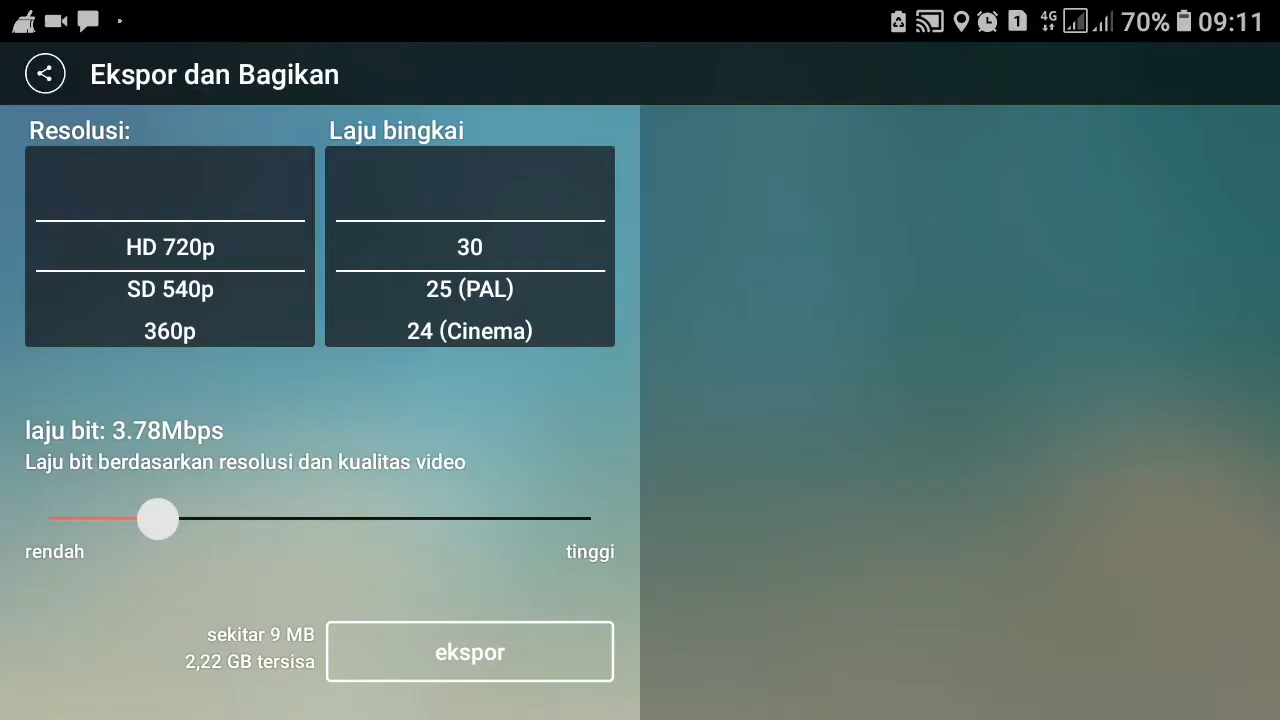 1 4G 70% 09:11
Ekspor dan Bagikan
Resolusi: Laju bingkai
HD 720p 30
SD 540p 25 (PAL)
360p 24 (Cinema)
laju bit: 3.78Mbps
Laju bit berdasarkan resolusi dan kualitas video
rendah tinggi
sekitar 9 MB
2,22 GB tersisa
ekspor